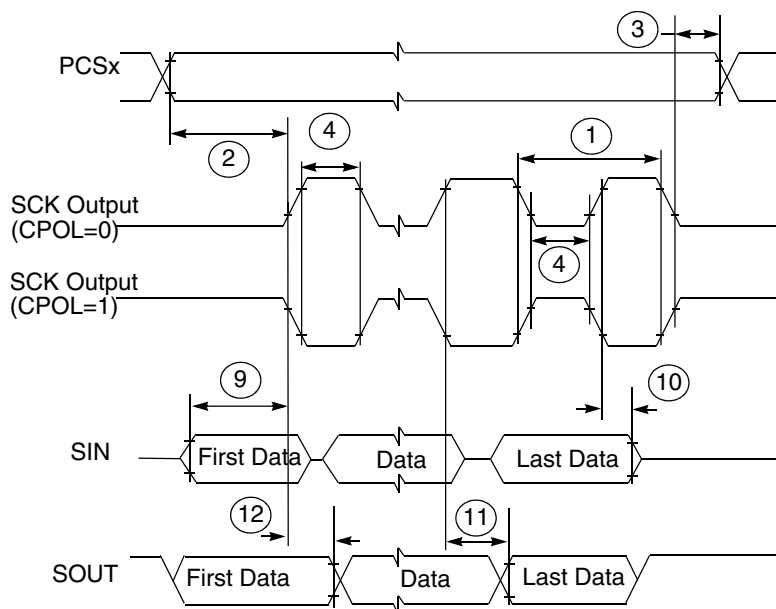 3
PCSx
2
4
1
SCK Output
(CPOL=0)
4
SCK Output
(CPOL=1)
9
10
SIN
First Data
Data
Last Data
12
11
SOUT
First Data
Data
Last Data